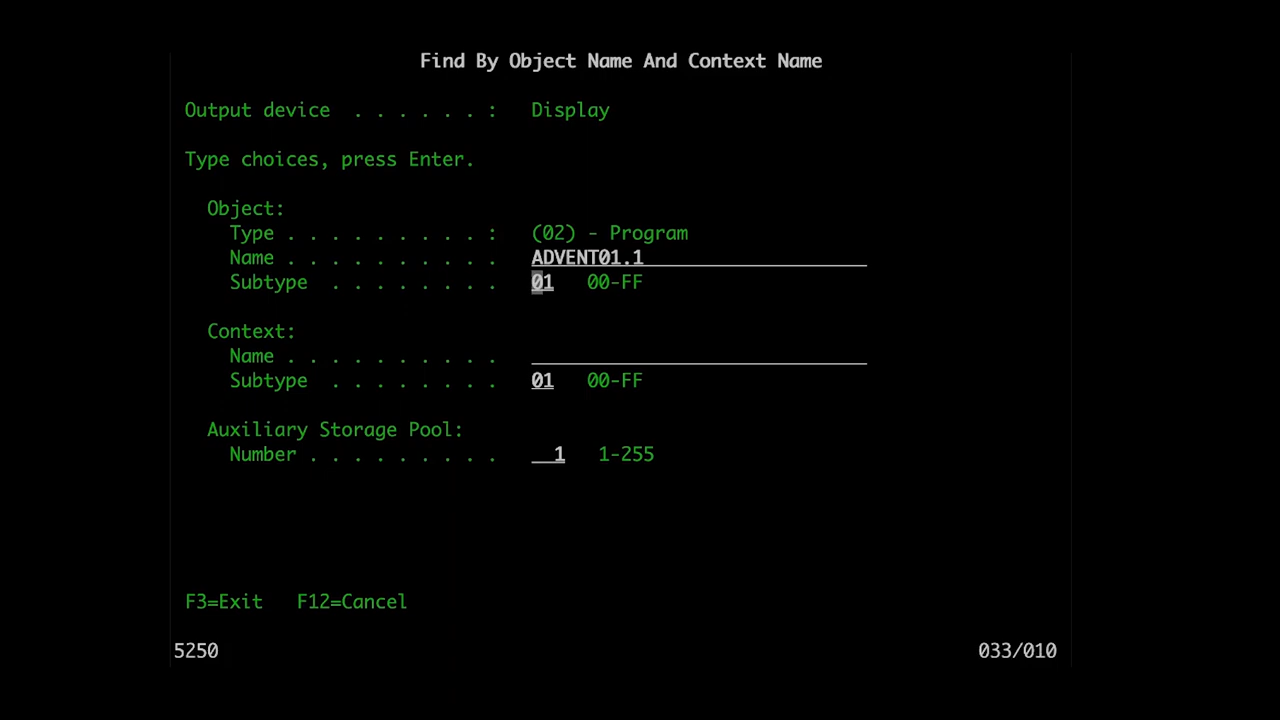 Find By Object Name And Context Name
Output device . . . . . . : Display
Type choices, press Enter.
Object:
Type . . . . . . . . . : (02) - Program
Name . . . . . . . . . . ADVENT01.1
Subtype . . . . . . . . 01 00-FF
Context:
Name . . . . . . . . . .
Subtype . . . . . . . . 01 00-FF
Auxiliary Storage Pool:
Number . . . . . . . . . 1 1-255
F3=Exit F12=Cancel
5250 033/010